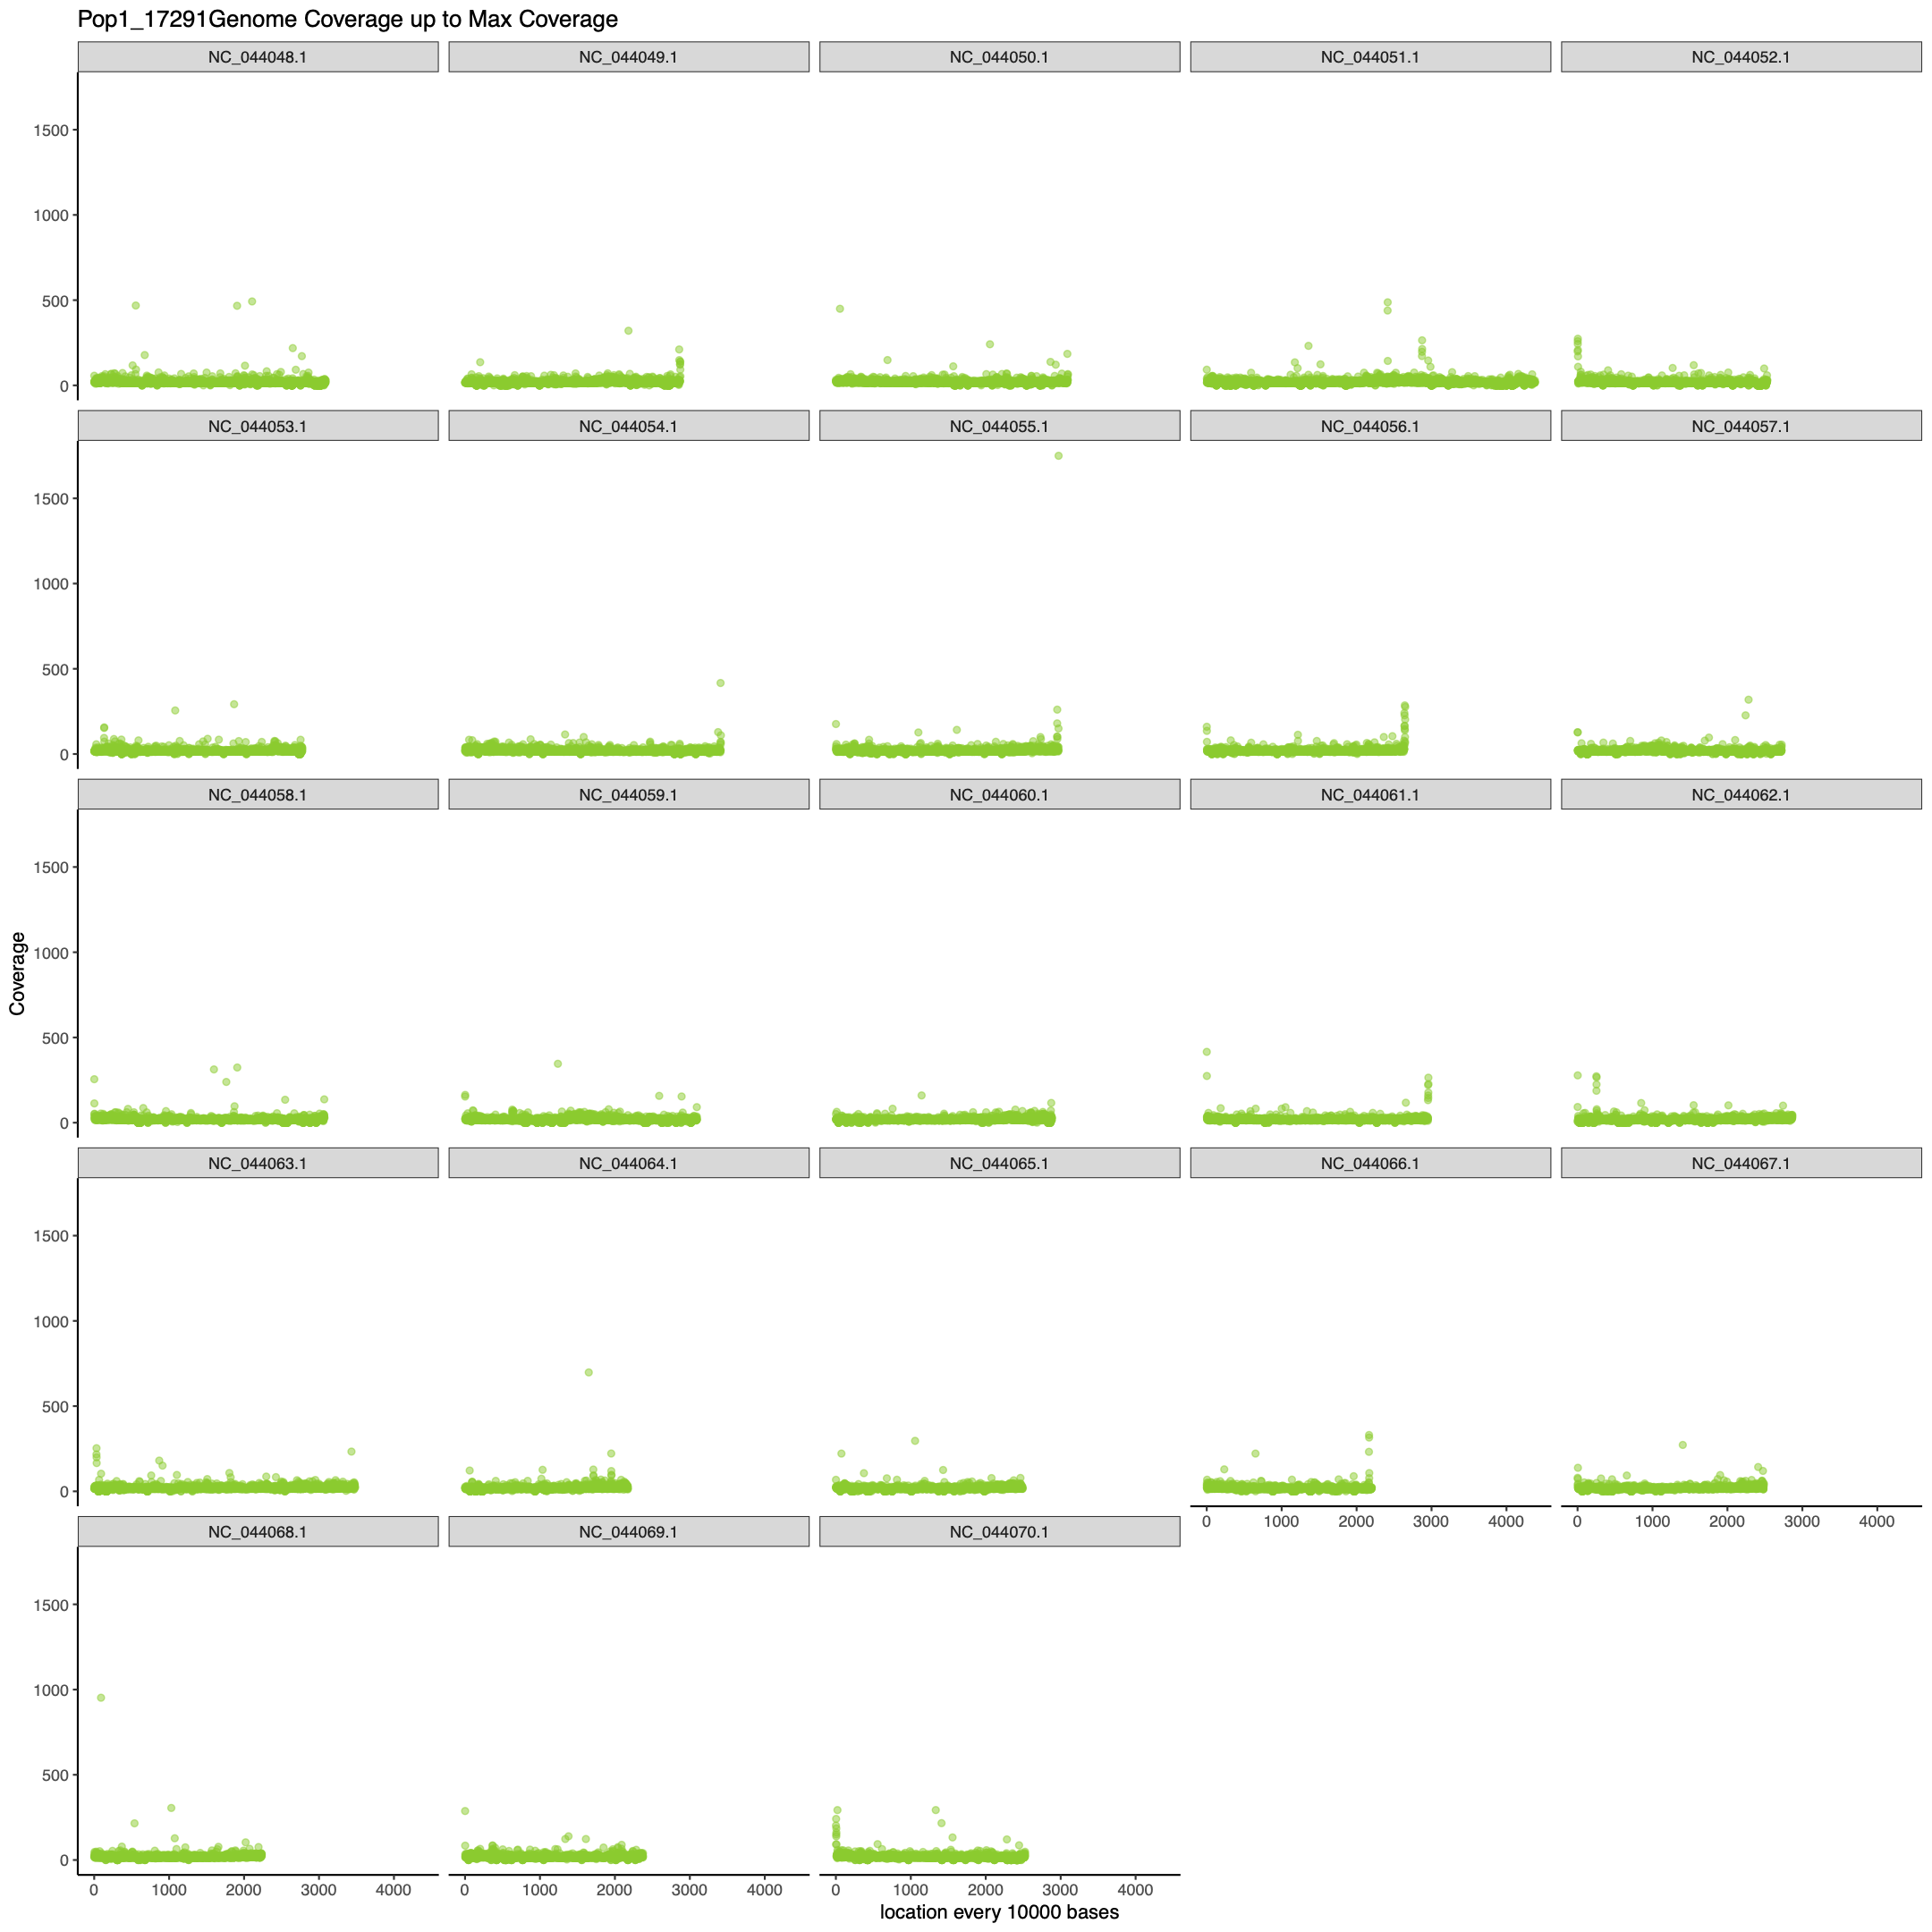 Pop1_17291Genome Coverage up to Max Coverage
NC_044048.1 NC_044049.1 NC_044050.1 NC_044051.1 NC_044052.1
1500
1000
500
0
NC_044053.1 NC_044054.1 NC_044055.1 NC_044056.1 NC_044057.1
1500
1000
500
0
NC_044058.1 NC_044059.1 NC_044060.1 NC_044061.1 NC_044062.1
1500
1000
500
0
Coverage
NC_044063.1 NC_044064.1 NC_044065.1 NC_044066.1 NC_044067.1
1500
1000
500
0
0 1000 2000 3000 4000 0 1000 2000 3000 4000
NC_044068.1 NC_044069.1 NC_044070.1
1500
1000
500
0
0 1000 2000 3000 4000 0 1000 2000 3000 4000 0 1000 2000 3000 4000
location every 10000 bases